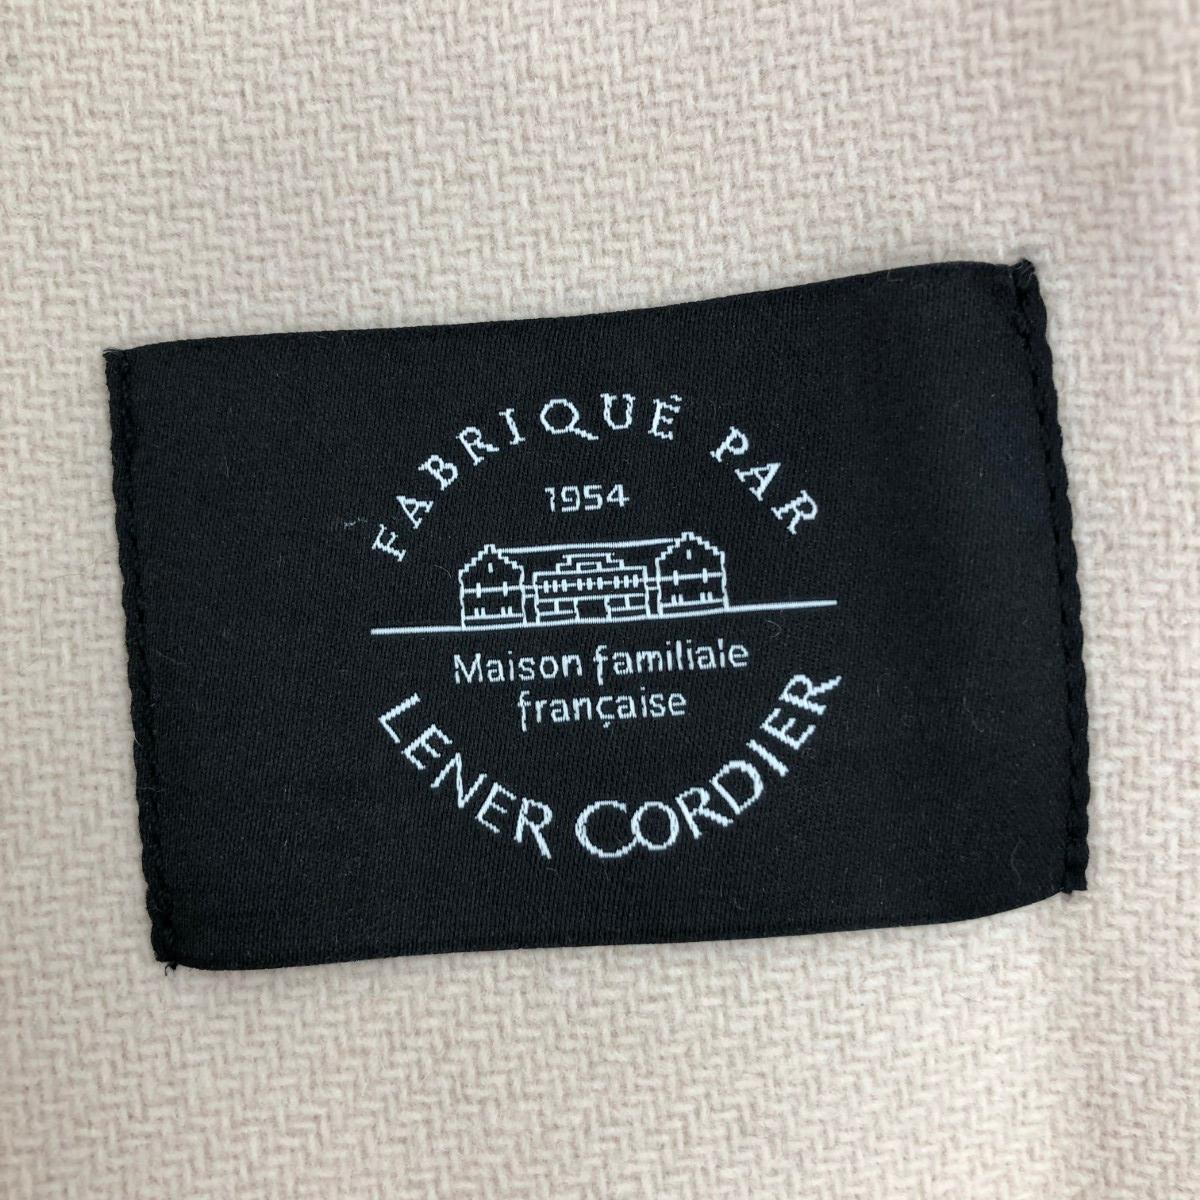 FABRIQUÉ PAR
1954
Maison familiale
française
LENER CORDIER